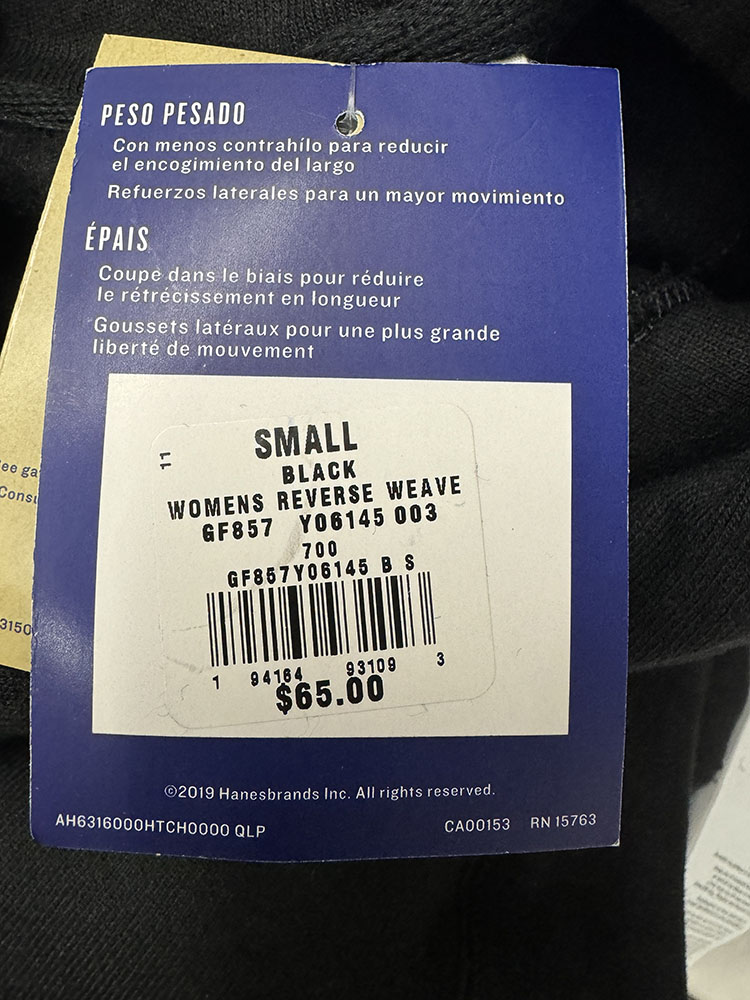 PESO PESADO
Con menos contrahílo para reducir
el encogimiento del largo
Refuerzos laterales para un mayor movimiento
ÉPAIS
Coupe dans le biais pour réduire
le rétrécissement en longueur
Goussets latéraux pour une plus grande
liberté de mouvement
11
SMALL
BLACK
WOMENS REVERSE WEAVE
GF857 Y06145 003
700
GF857Y06145 B S
1 94164 93109 3
$65.00
©2019 Hanesbrands Inc. All rights reserved.
AH6316000HTCH0000 QLP CA00153 RN 15763
3150